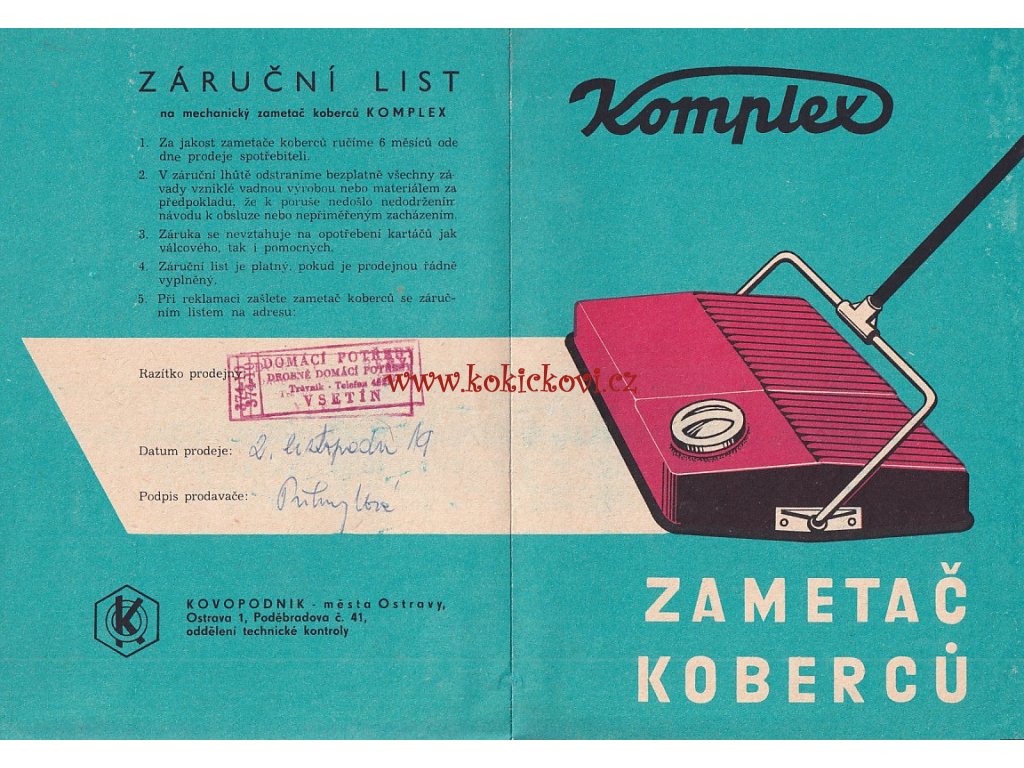 ZÁRUČNÍ LIST
na mechanický zametač koberců KOMPLEX
1. Za jakost zametače koberců ručíme 6 měsíců ode
dne prodeje spotřebiteli.
2. V záruční lhůtě odstraníme bezplatně všechny zá-
vady vzniklé vadnou výrobou nebo materiálem za
předpokladu, že k poruše nedošlo nedodržením
návodu k obsluze nebo nepřiměřeným zacházením.
3. Záruka se nevztahuje na opotřebení kartáčů jak
válcového, tak i pomocných.
4. Záruční list je platný, pokud je prodejnou řádně
vyplněný.
5. Při reklamaci zašlete zametač koberců se záruč-
ním listem na adresu:
Razítko prodejny:
DOMÁCÍ POTŘEBY
DROBNÉ DOMÁCÍ POTŘEBY
Trávník - Telefon
VSETÍN
www.kokickovi.cz
Datum prodeje: 2. listopadu 19
Podpis prodavače:
K
KOVOPODNIK - města Ostravy,
Ostrava 1, Poděbradova č. 41,
oddělení technické kontroly
Komplex
ZAMETAČ
KOBERCŮ